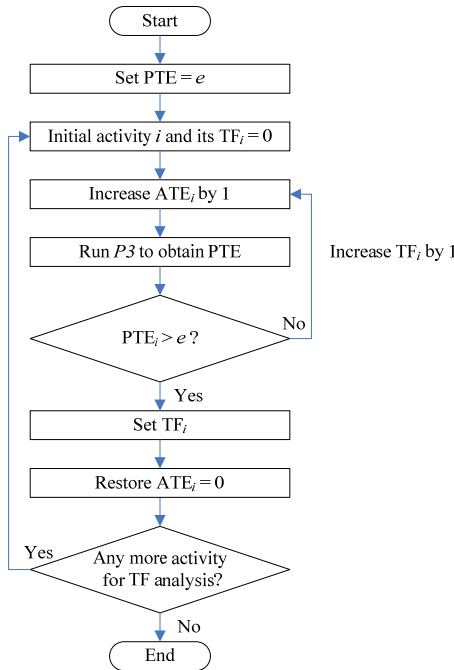 Start
Set PTE = e
Initial activity i and its TFi = 0
Increase ATEi by 1
Run P3 to obtain PTE
Increase TFi by 1
PTEi > e ?
No
Yes
Set TFi
Restore ATEi = 0
Yes
Any more activity
for TF analysis?
No
End